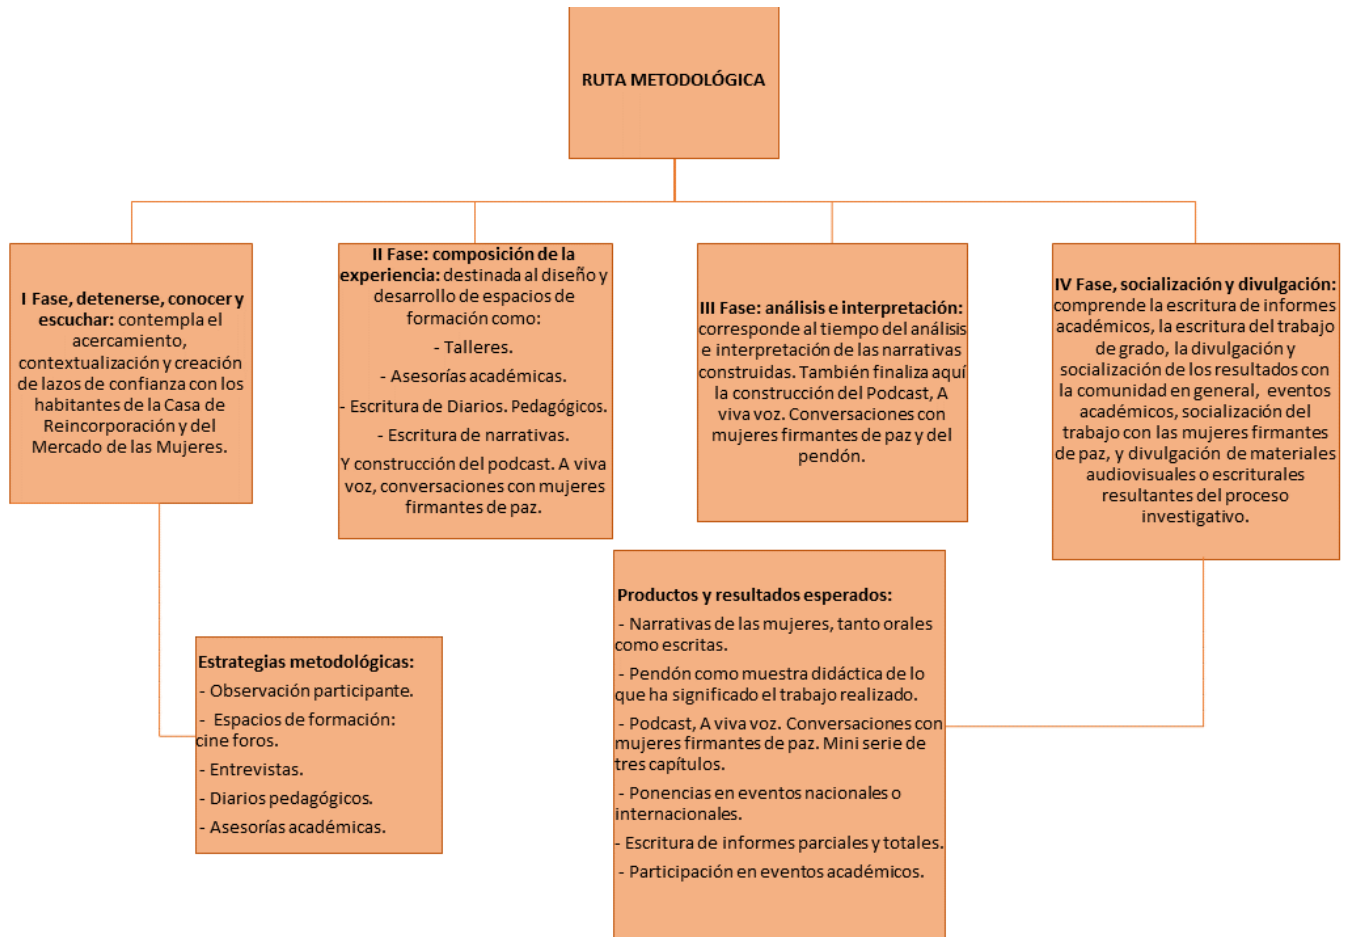 RUTA METODOLÓGICA
I Fase, detenerse, conocer y
escuchar: contempla el
acercamiento,
contextualización y creación
de lazos de confianza con los
habitantes de la Casa de
Reincorporación y del
Mercado de las Mujeres.
II Fase: composición de la
experiencia: destinada al diseño y
desarrollo de espacios de
formación como:
- Talleres.
- Asesorías académicas.
- Escritura de Diarios. Pedagógicos.
- Escritura de narrativas.
Y construcción del podcast. A viva
voz, conversaciones con mujeres
firmantes de paz.
III Fase: análisis e interpretación:
corresponde al tiempo del análisis
e interpretación de las narrativas
construidas. También finaliza aquí
la construcción del Podcast, A
viva voz. Conversaciones con
mujeres firmantes de paz y del
pendón.
IV Fase, socialización y divulgación:
comprende la escritura de informes
académicos, la escritura del trabajo
de grado, la divulgación y
socialización de los resultados con
la comunidad en general, eventos
académicos, socialización del
trabajo con las mujeres firmantes
de paz, y divulgación de materiales
audiovisuales o escriturales
resultantes del proceso
investigativo.
Estrategias metodológicas:
- Observación participante.
- Espacios de formación:
cine foros.
- Entrevistas.
- Diarios pedagógicos.
- Asesorías académicas.
Productos y resultados esperados:
- Narrativas de las mujeres, tanto orales
como escritas.
- Pendón como muestra didáctica de lo
que ha significado el trabajo realizado.
- Podcast, A viva voz. Conversaciones con
mujeres firmantes de paz. Mini serie de
tres capítulos.
- Ponencias en eventos nacionales o
internacionales.
- Escritura de informes parciales y totales.
- Participación en eventos académicos.